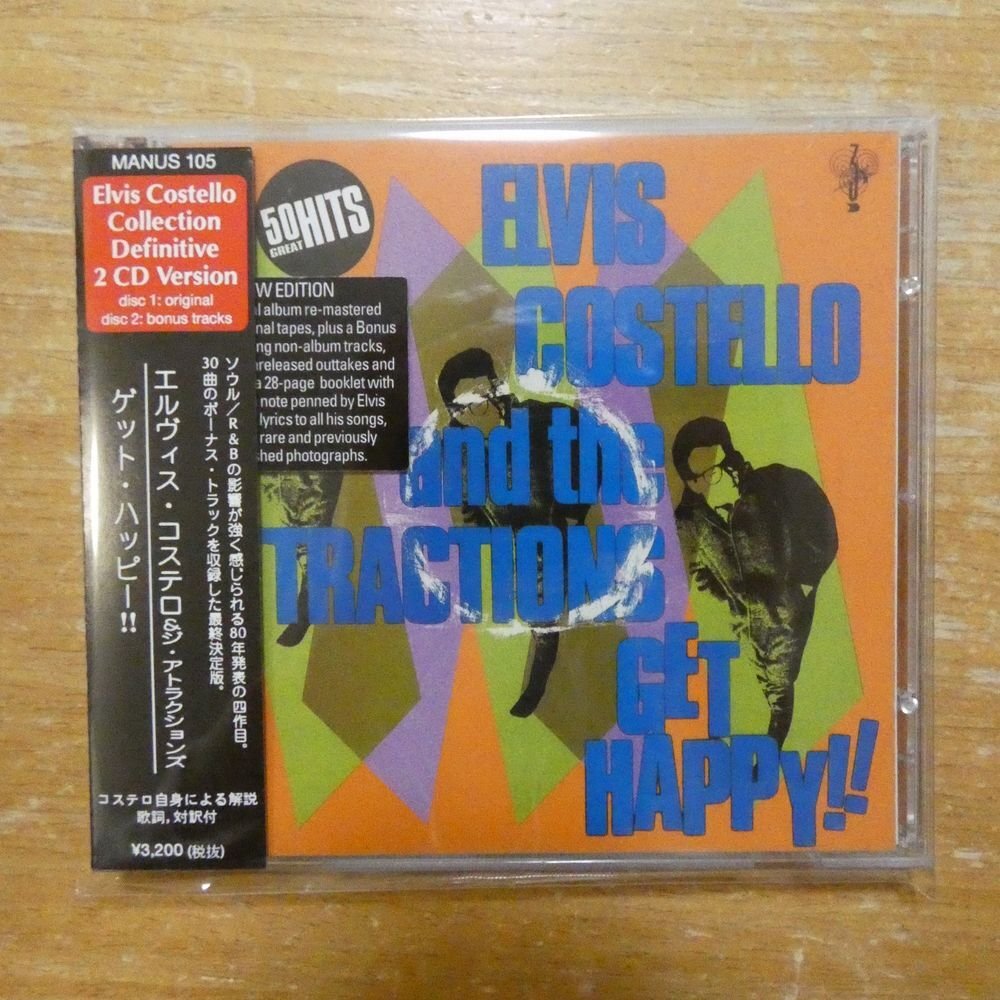 MANUS 105
Elvis Costello
Collection
Definitive
2 CD Version
disc 1: original
disc 2: bonus tracks
ソウル／R&Bの影響が強く感じられる80年発表の四作目。
30曲のボーナス・トラックを収録した最終決定版。
エルヴィス・コステロ&ジ・アトラクションズ
ゲット・ハッピー!!
コステロ自身による解説
歌詞,対訳付
¥3,200 (税抜)
50 HITS
GREAT
W EDITION
l album re-mastered
nal tapes, plus a Bonus
ng non-album tracks,
released outtakes and
a 28-page booklet with
note penned by Elvis
lyrics to all his songs,
rare and previously
shed photographs.
ELVIS
COSTELLO
and the
TRACTIONS
GET
HAPPY!!